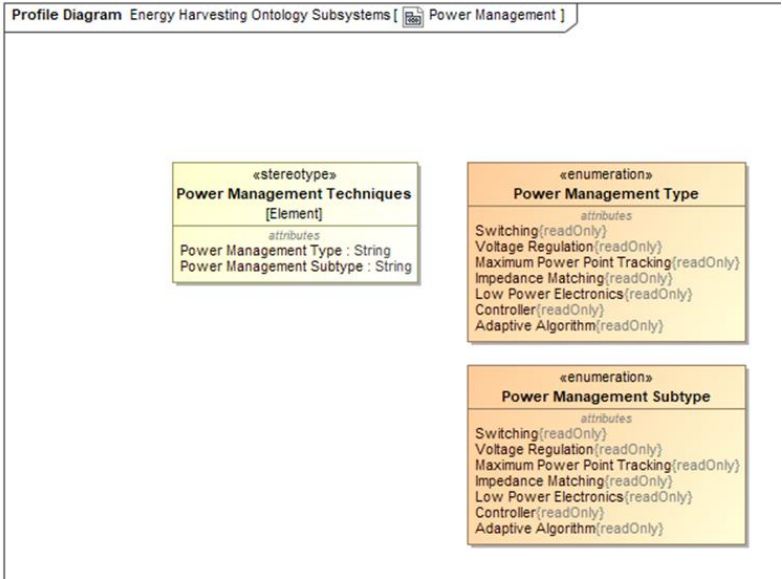 Profile Diagram Energy Harvesting Ontology Subsystems [ Power Management ]
«stereotype»
Power Management Techniques
[Element]
attributes
Power Management Type : String
Power Management Subtype : String
«enumeration»
Power Management Type
attributes
Switching{readOnly}
Voltage Regulation{readOnly}
Maximum Power Point Tracking{readOnly}
Impedance Matching{readOnly}
Low Power Electronics{readOnly}
Controller{readOnly}
Adaptive Algorithm{readOnly}
«enumeration»
Power Management Subtype
attributes
Switching{readOnly}
Voltage Regulation{readOnly}
Maximum Power Point Tracking{readOnly}
Impedance Matching{readOnly}
Low Power Electronics{readOnly}
Controller{readOnly}
Adaptive Algorithm{readOnly}